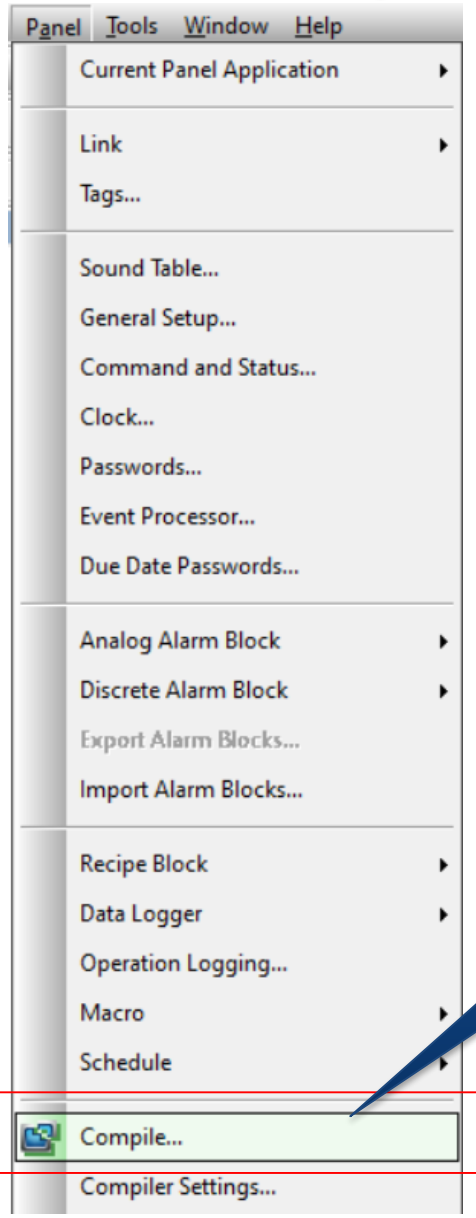 Panel Tools Window Help
Current Panel Application
Link
Tags...
Sound Table...
General Setup...
Command and Status...
Clock...
Passwords...
Event Processor...
Due Date Passwords...
Analog Alarm Block
Discrete Alarm Block
Export Alarm Blocks...
Import Alarm Blocks...
Recipe Block
Data Logger
Operation Logging...
Macro
Schedule
Compile...
Compiler Settings...